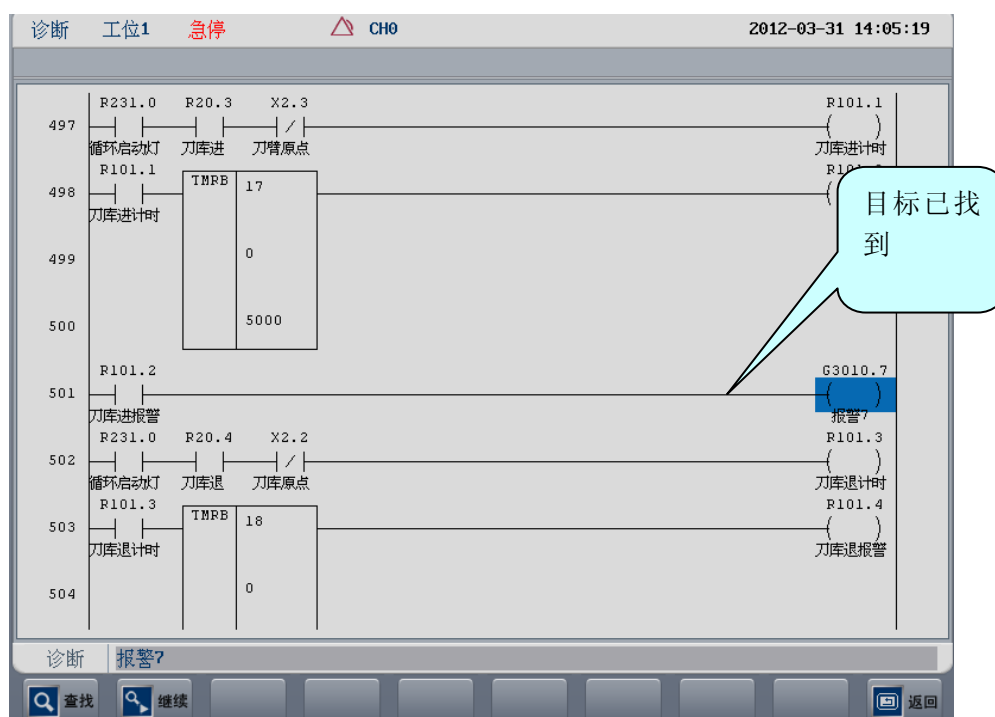 诊断 工位1 急停 CH0 2012-03-31 14:05:19
R231.0 R20.3 X2.3 R101.1
497
循环启动灯 刀库进 刀臂原点 刀库进计时
R101.1
TMRB 17
498
刀库进计时
目标已找
到
499 0
500 5000
R101.2 G3010.7
501
刀库进报警 报警7
R231.0 R20.4 X2.2 R101.3
502
循环启动灯 刀库退 刀库原点 刀库退计时
R101.3 R101.4
TMRB 18
503
刀库退计时 刀库退报警
504 0
诊断 报警7
查找 继续 返回